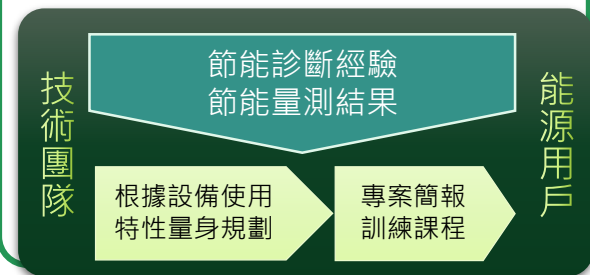 技術團隊
節能診斷經驗
節能量測結果
根據設備使用
特性量身規劃
專案簡報
訓練課程
能源用戶